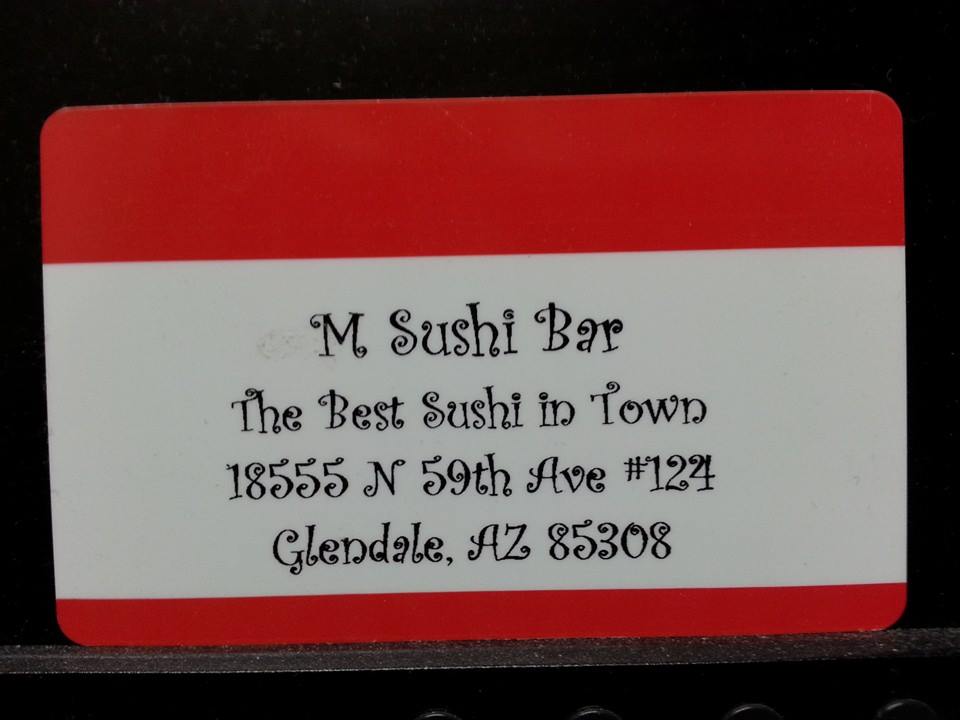 M Sushi Bar
The Best Sushi in Town
18555 N 59th Ave #124
Glendale, AZ 85308